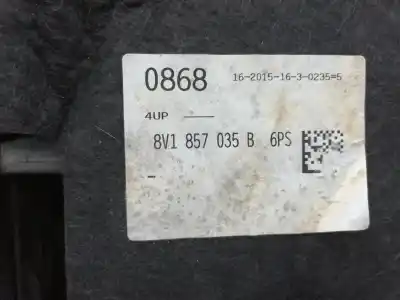 0868 16-2015-16-3-0235=5
4UP
8V1 857 035 B 6PS
-